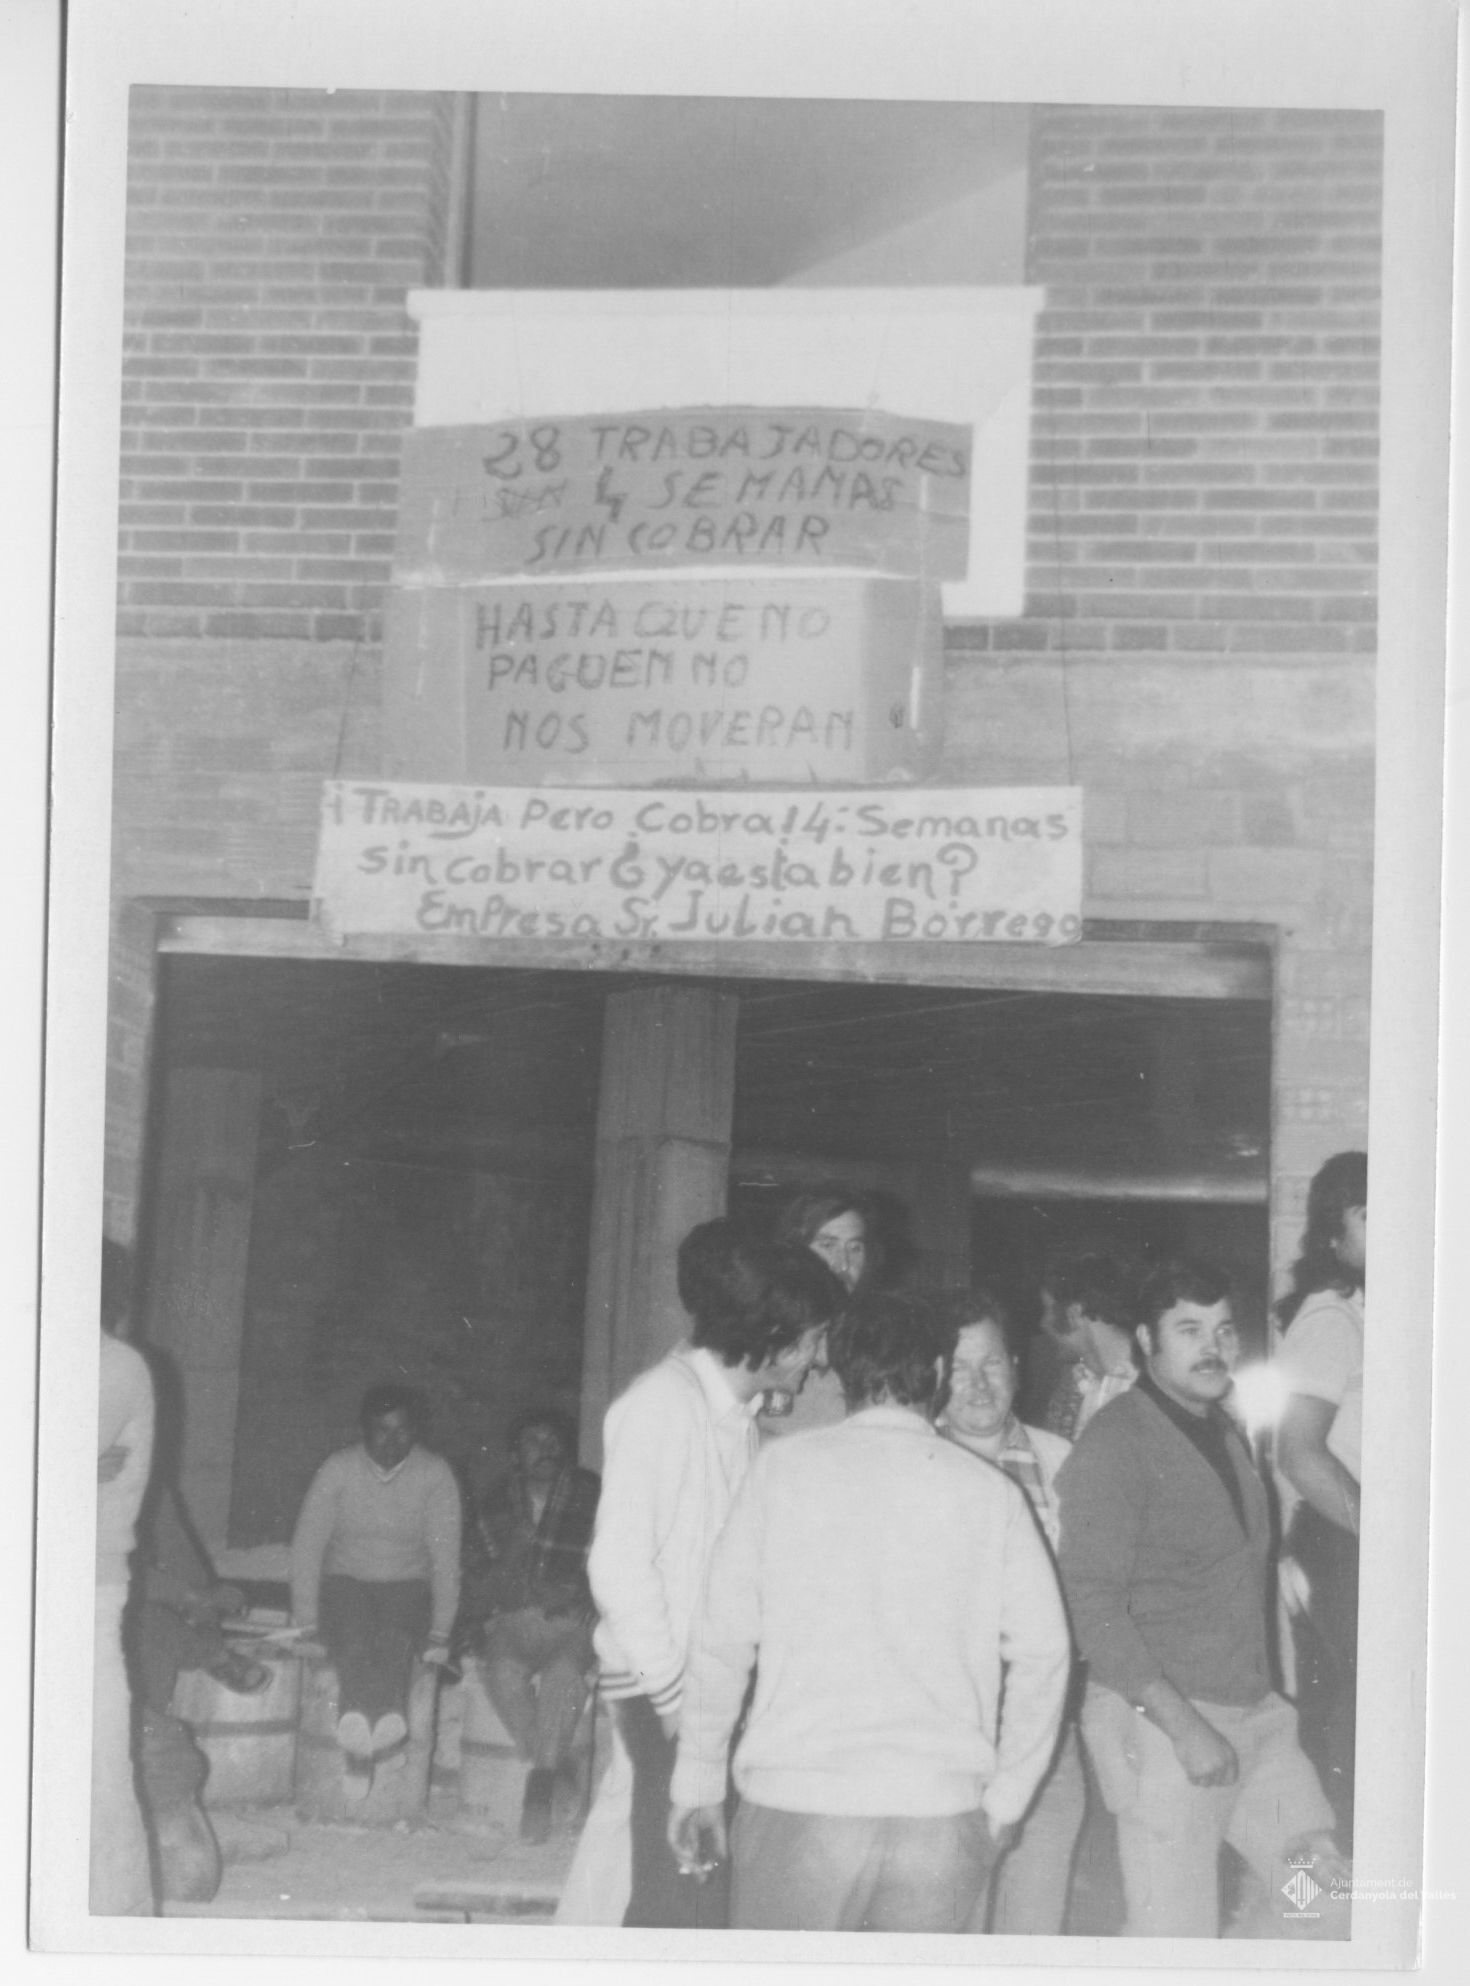 28 TRABAJADORES
4 SEMANAS
SIN COBRAR
HASTA QUE NO
PAGUEN NO
NOS MOVERAN
¡TRABAJA Pero Cobra! 4: Semanas
sin cobrar ¿ya esta bien?
Empresa Sr. Julian Borrego
Ajuntament de
Cerdanyola del Vallès